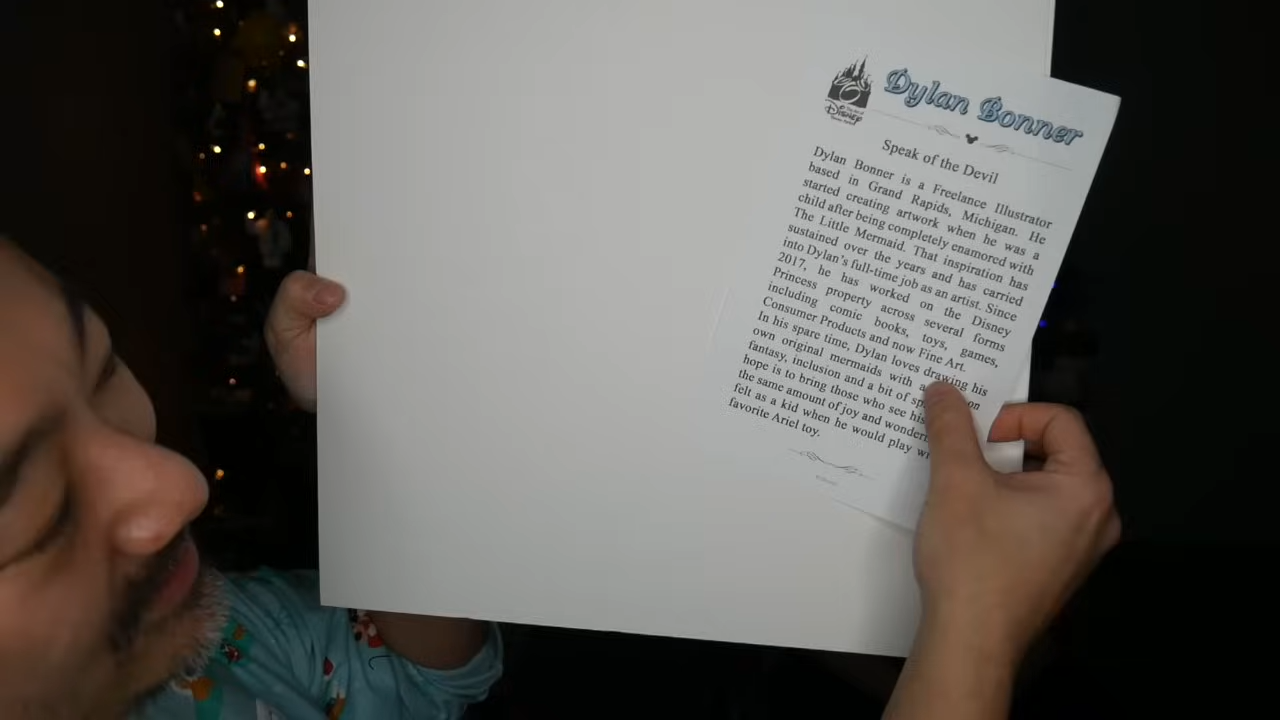 Dylan Bonner
DISNEY
Speak of the Devil
Dylan Bonner is a Freelance Illustrator
based in Grand Rapids, Michigan. He
started creating artwork when he was a
child after being completely enamored with
The Little Mermaid. That inspiration has
sustained over the years and has carried
into Dylan's full-time job as an artist. Since
2017, he has worked on the Disney
Princess property across several forms
including comic books, toys, games,
Consumer Products and now Fine Art.
In his spare time, Dylan loves drawing his
own original mermaids with a
fantasy, inclusion and a bit of on
hope is to bring those who see his
the same amount of joy and wonder
felt as a kid when he would play
favorite Ariel toy.